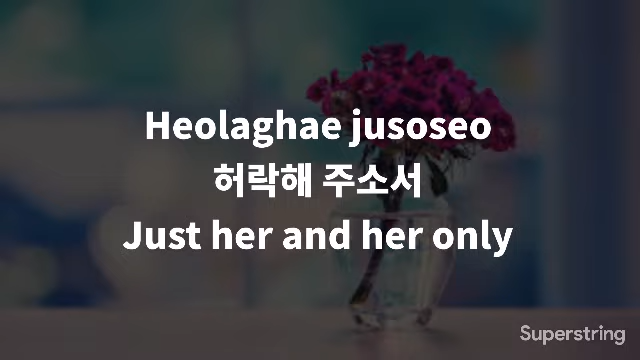 Heolaghae jusoseo
허락해 주소서
Just her and her only
Superstring